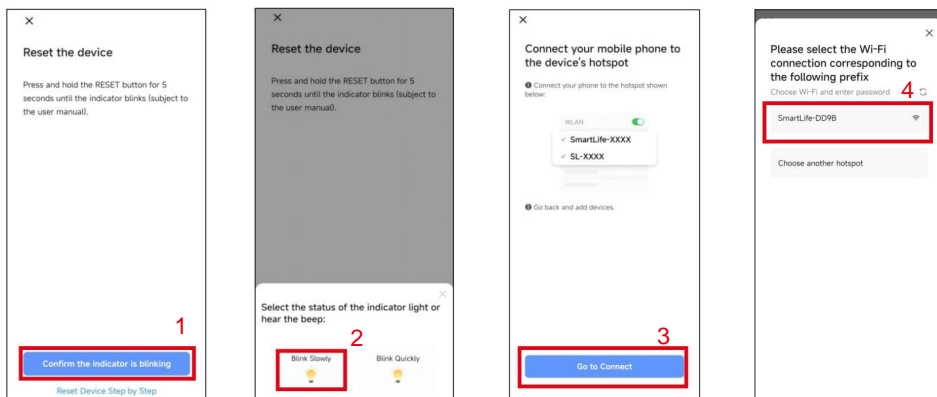 ×
Reset the device
Press and hold the RESET button for 5
seconds until the indicator blinks (subject to
the user manual).
1
Confirm the indicator is blinking
Reset Device Step by Step
×
Reset the device
Press and hold the RESET button for 5
seconds until the indicator blinks (subject to
the user manual).
×
Select the status of the indicator light or
hear the beep:
2
Blink Slowly
Blink Quickly
×
Connect your mobile phone to
the device's hotspot
❶ Connect your phone to the hotspot shown
below:
WLAN
✓ SmartLife-XXXX
✓ SL-XXXX
❷ Go back and add devices.
3
Go to Connect
×
Please select the Wi-Fi
connection corresponding to
the following prefix
Choose Wi-Fi and enter password
4
SmartLife-DD9B
Choose another hotspot